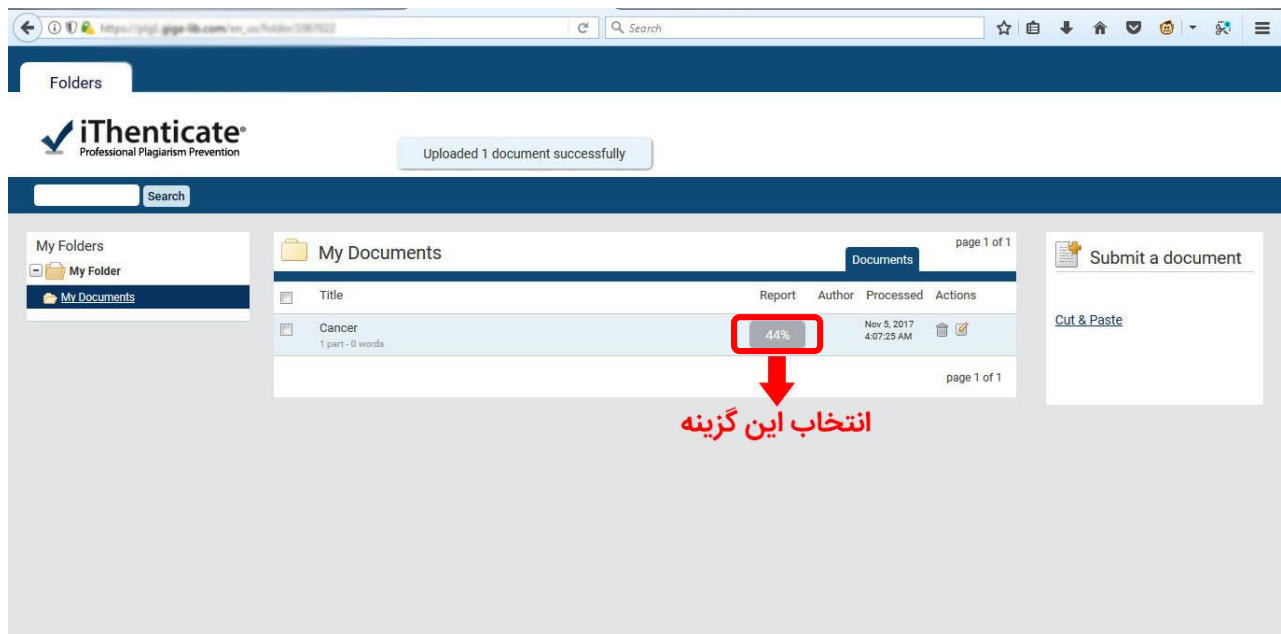 Search
Folders
iThenticate®
Professional Plagiarism Prevention
Uploaded 1 document successfully
Search
My Folders
My Folder
My Documents
My Documents
Documents
page 1 of 1
Title Report Author Processed Actions
Cancer
1 part - 0 words
44%
Nov 5, 2017
4:07:25 AM
page 1 of 1
انتخاب این گزینه
Submit a document
Cut & Paste